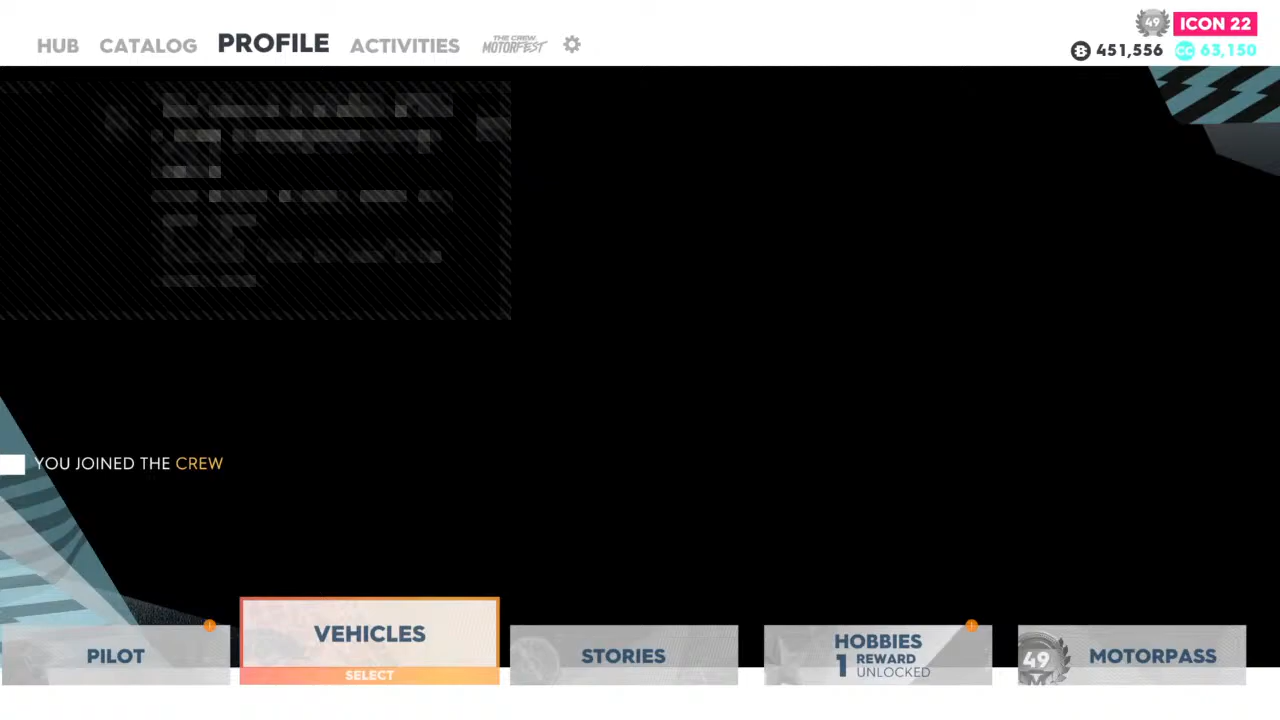 49 ICON 22
HUB CATALOG PROFILE ACTIVITIES THE CREW MOTORFEST
451,556 CC 63,150
YOU JOINED THE CREW
PILOT
VEHICLES
SELECT
STORIES
HOBBIES
1 REWARD UNLOCKED
49 MOTORPASS